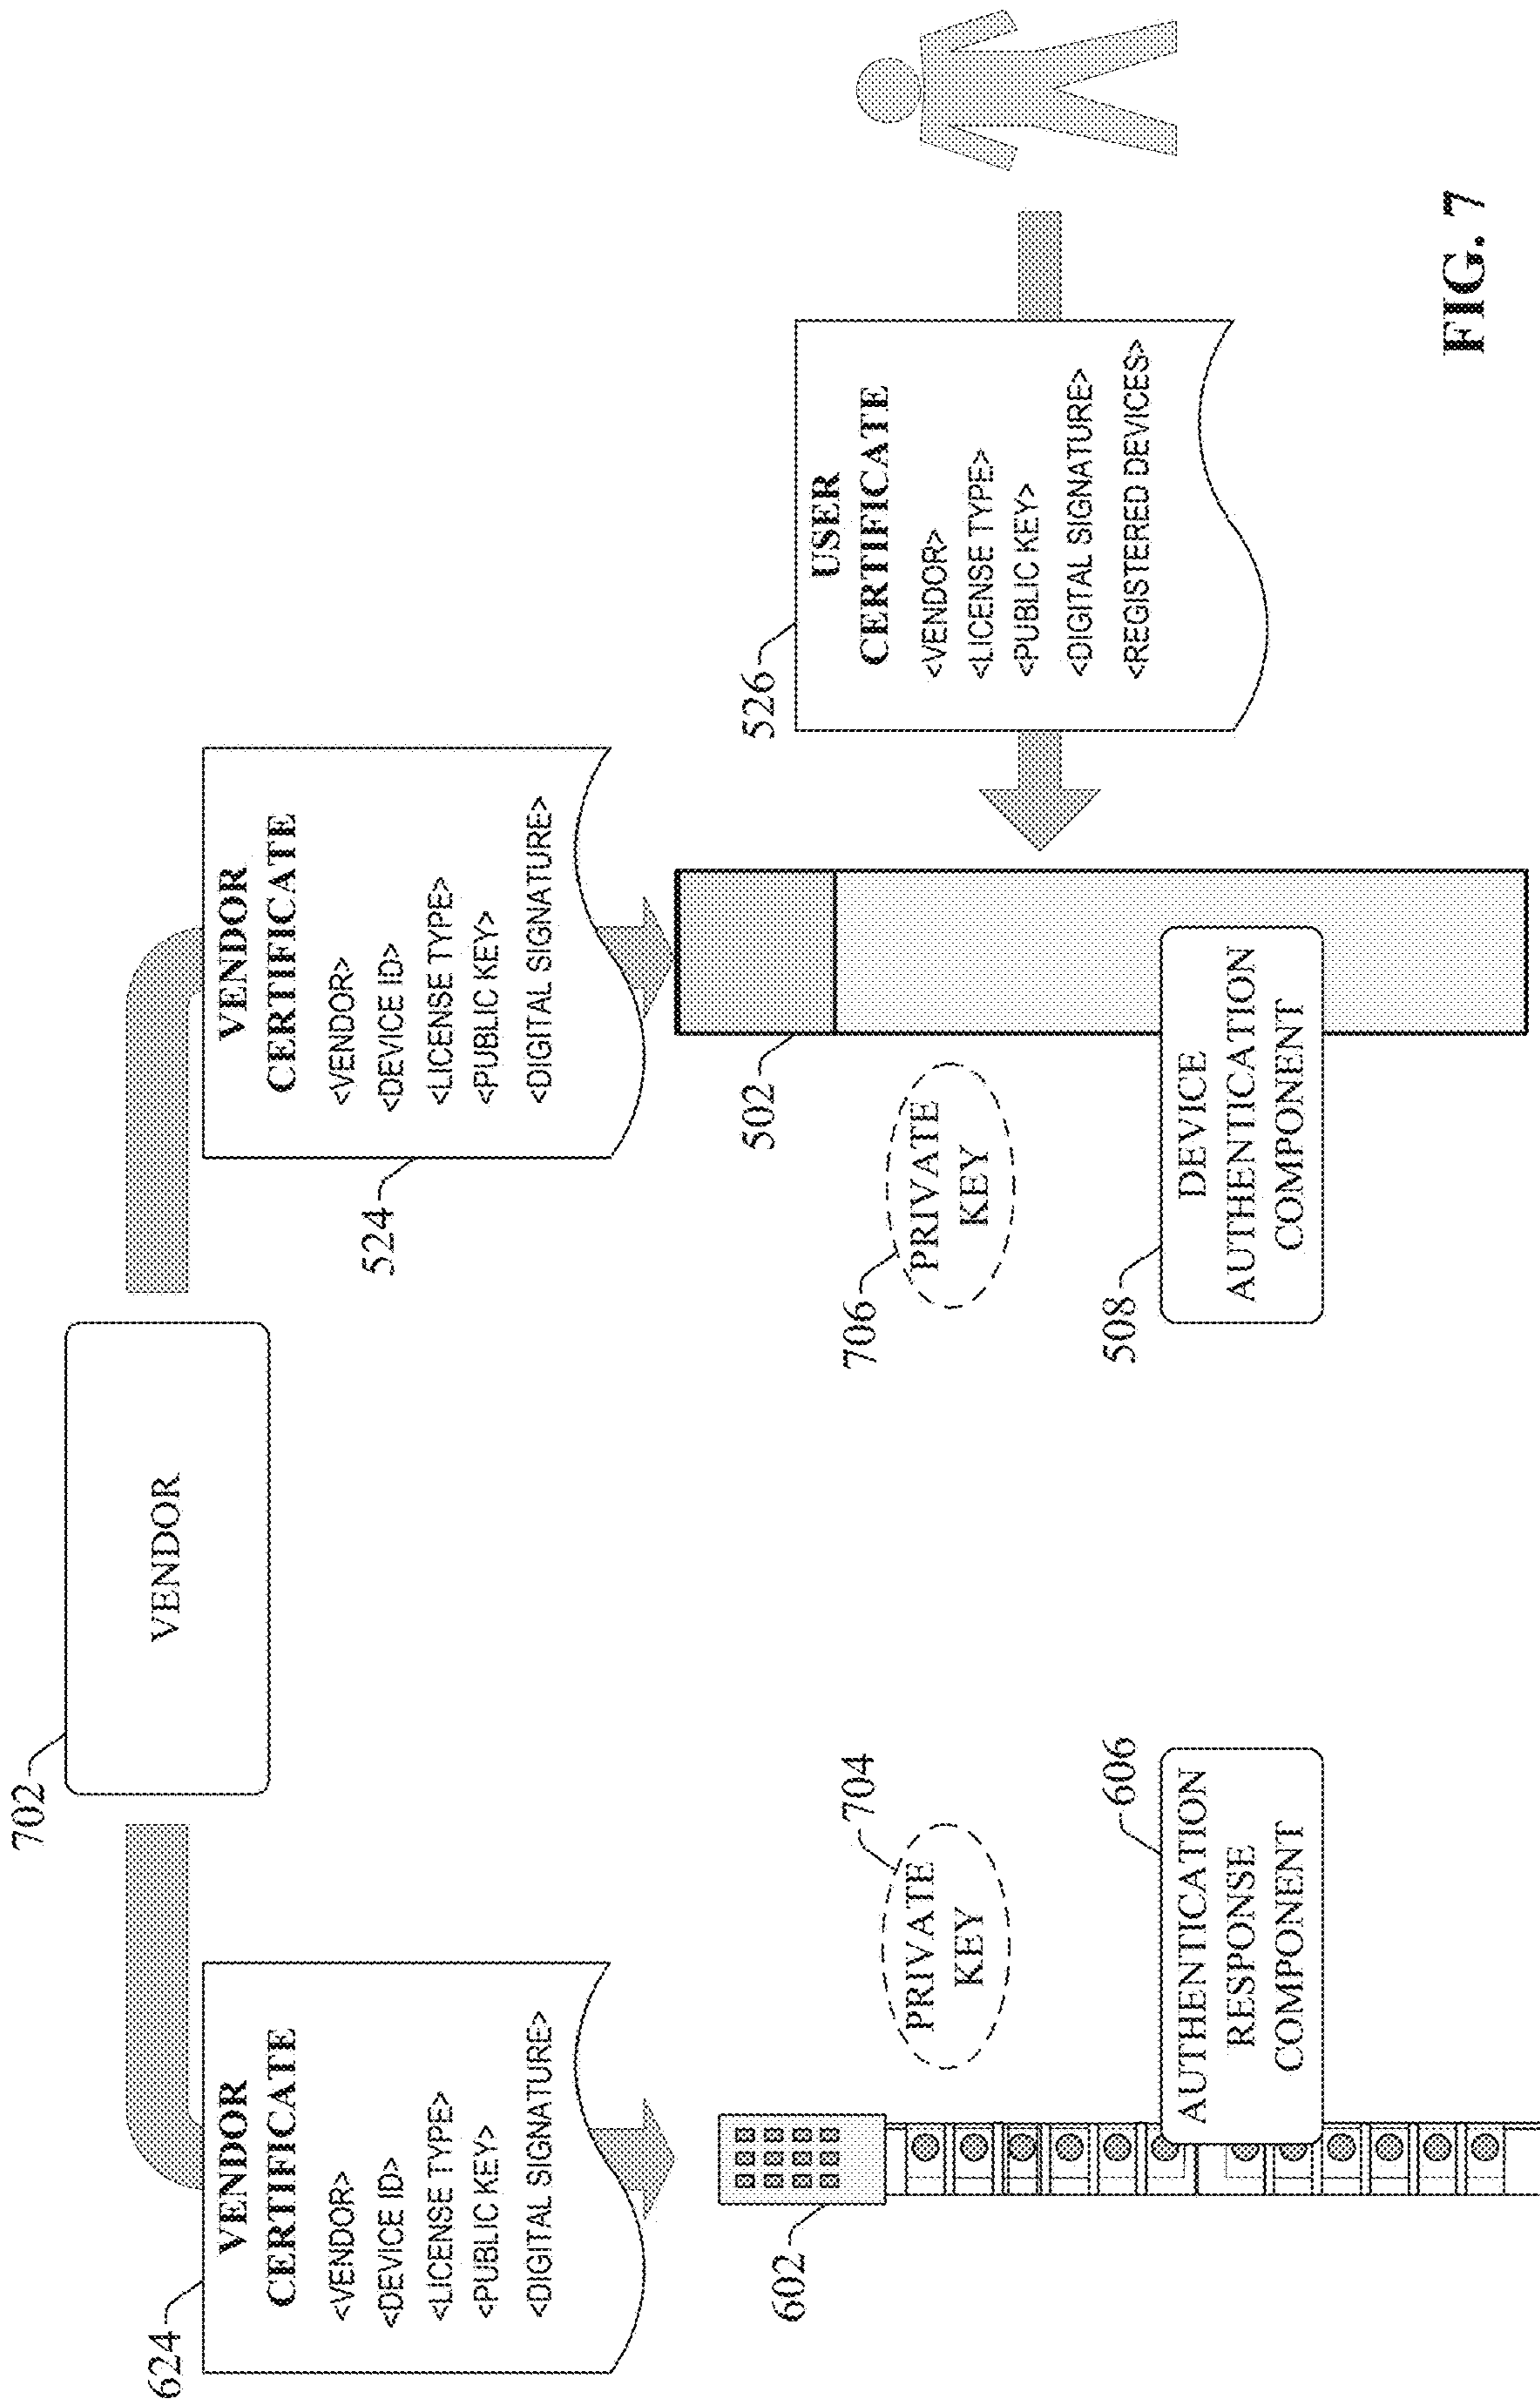 702
VENDOR
624
VENDOR
CERTIFICATE
<VENDOR>
<DEVICE ID>
<LICENSE TYPE>
<PUBLIC KEY>
<DIGITAL SIGNATURE>
524
VENDOR
CERTIFICATE
<VENDOR>
<DEVICE ID>
<LICENSE TYPE>
<PUBLIC KEY>
<DIGITAL SIGNATURE>
526
USER
CERTIFICATE
<VENDOR>
<LICENSE TYPE>
<PUBLIC KEY>
<DIGITAL SIGNATURE>
<REGISTERED DEVICES>
602
704
PRIVATE
KEY
606
AUTHENTICATION
RESPONSE
COMPONENT
502
706
PRIVATE
KEY
508
DEVICE
AUTHENTICATION
COMPONENT
FIG. 7